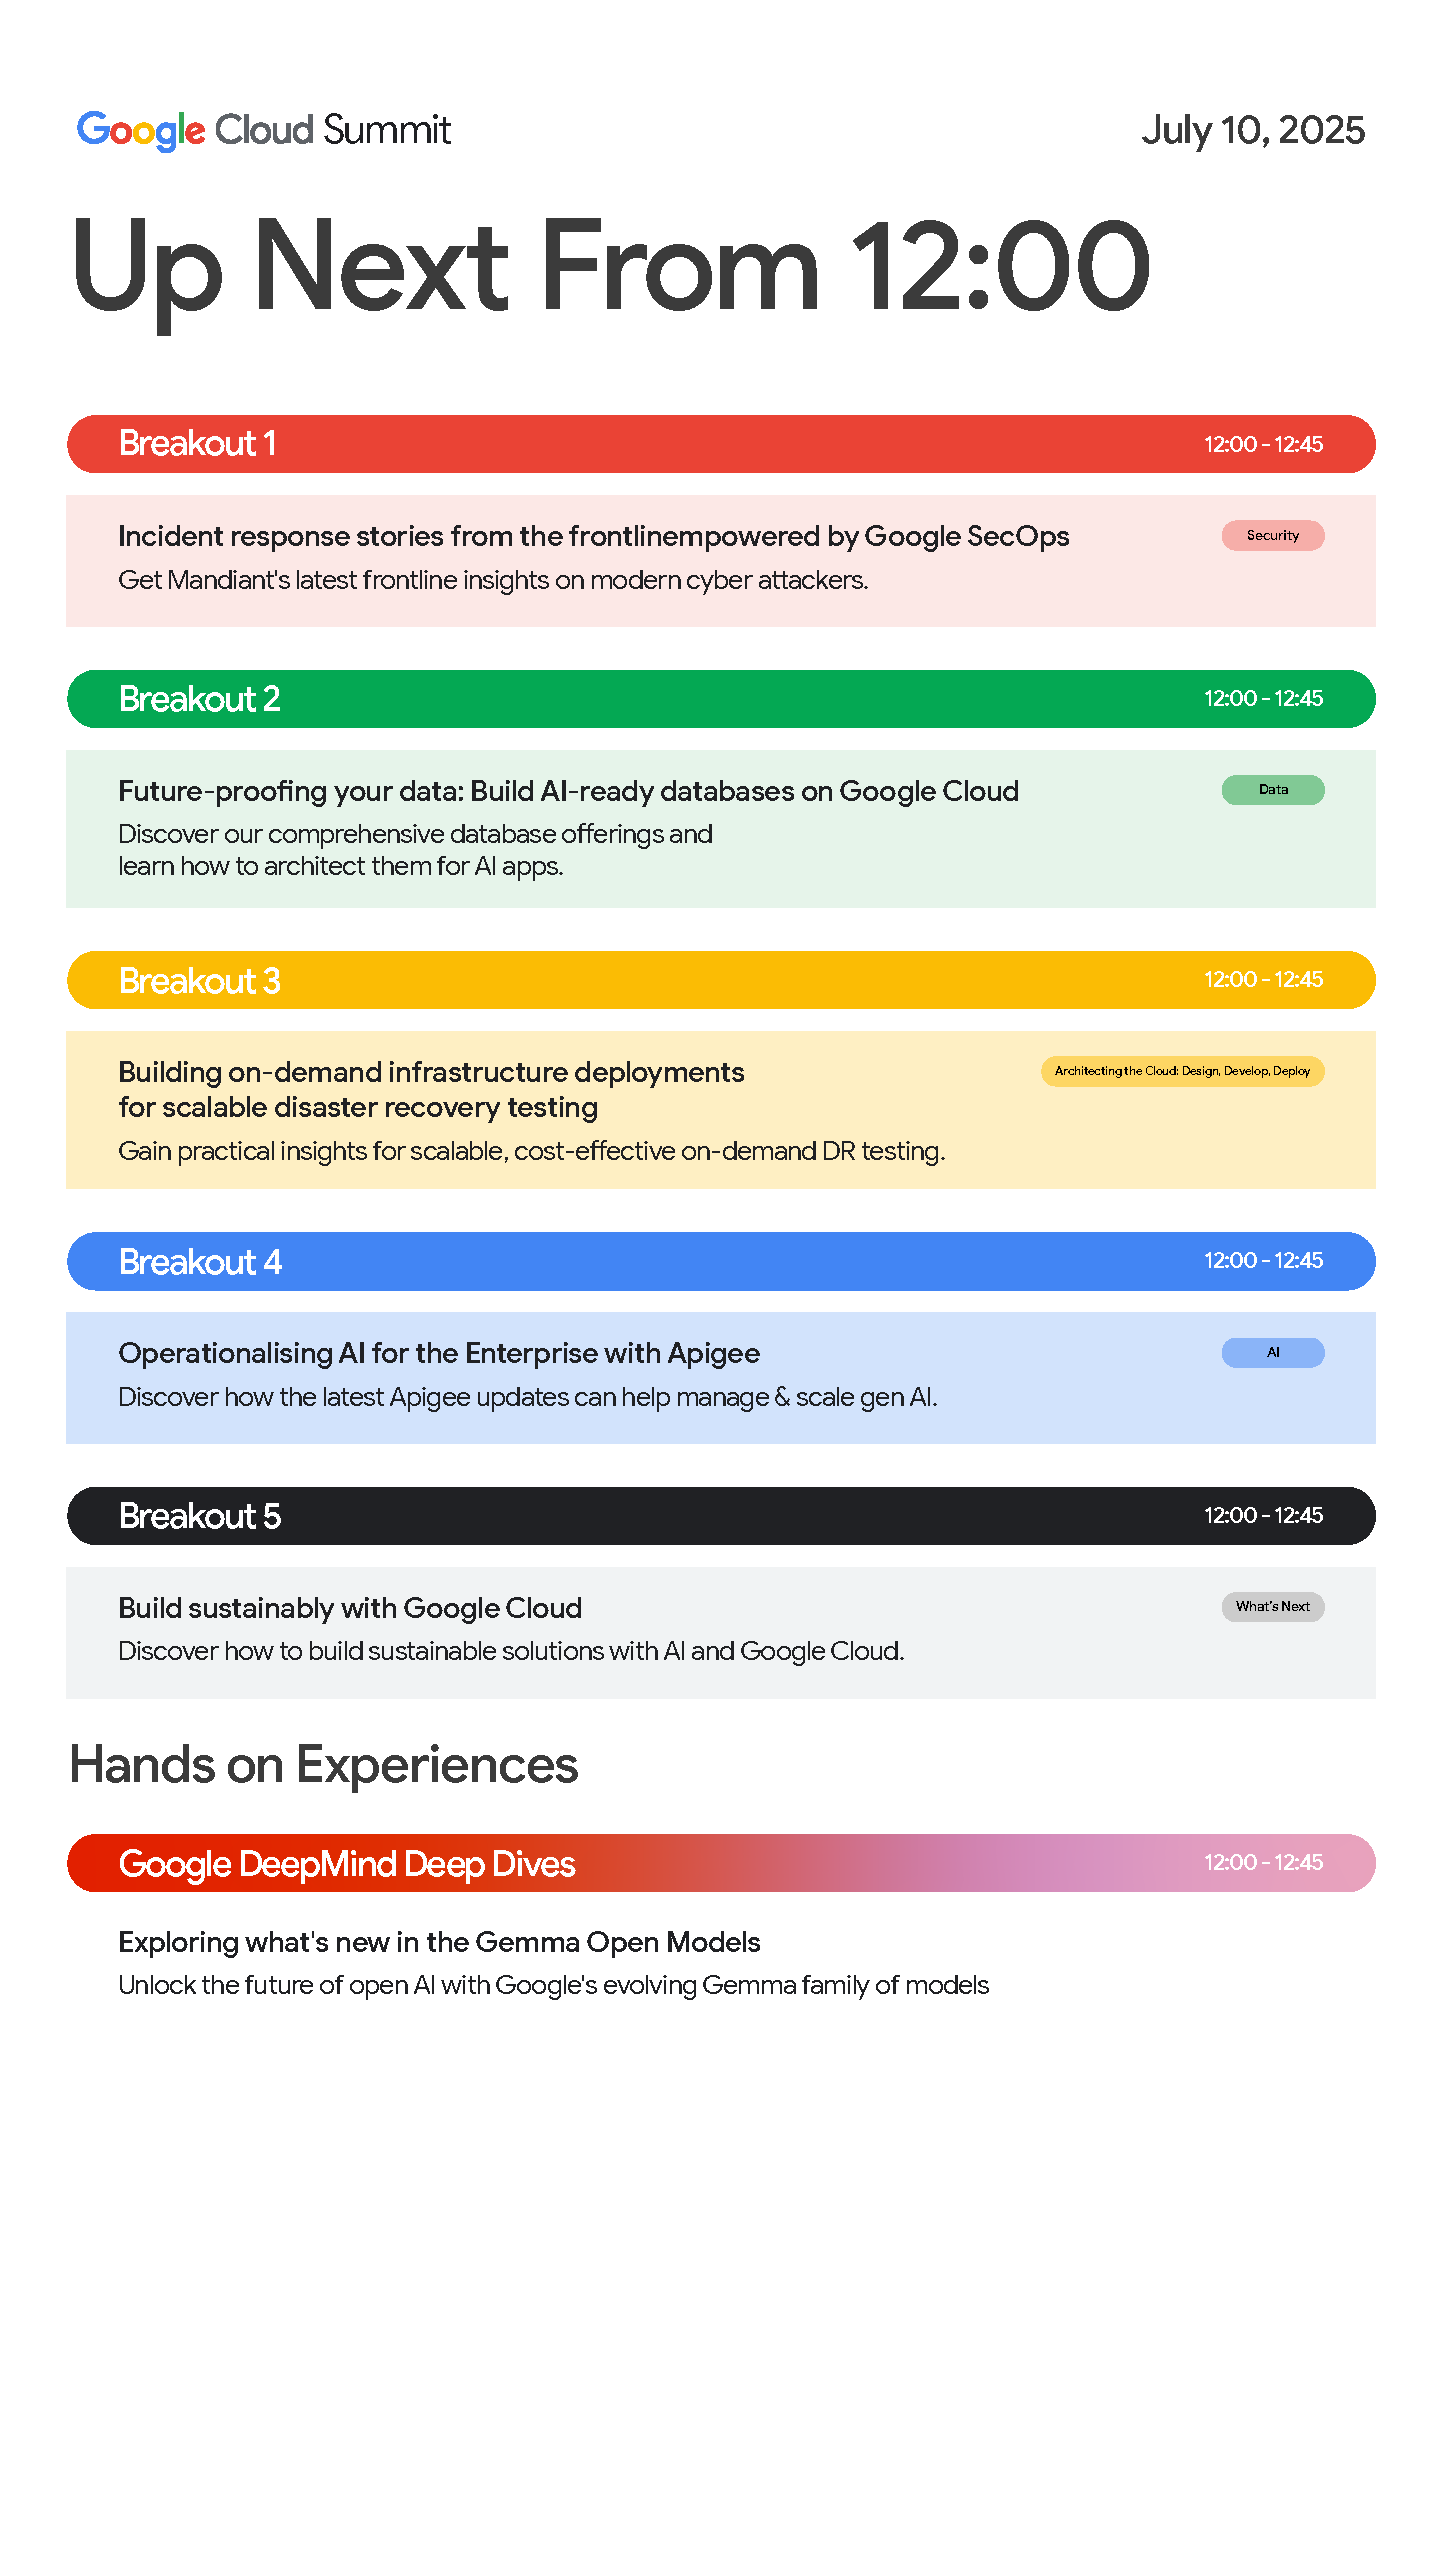 Google Cloud Summit
July 10, 2025
Up Next From 12:00
Breakout 1
12:00 - 12:45
Incident response stories from the frontlinempowered by Google SecOps
Security
Get Mandiant's latest frontline insights on modern cyber attackers.
Breakout 2
12:00 - 12:45
Future-proofing your data: Build AI-ready databases on Google Cloud
Data
Discover our comprehensive database offerings and
learn how to architect them for AI apps.
Breakout 3
12:00 - 12:45
Building on-demand infrastructure deployments
Architecting the Cloud: Design, Develop, Deploy
for scalable disaster recovery testing
Gain practical insights for scalable, cost-effective on-demand DR testing.
Breakout 4
12:00 - 12:45
Operationalising AI for the Enterprise with Apigee
AI
Discover how the latest Apigee updates can help manage & scale gen AI.
Breakout 5
12:00 - 12:45
Build sustainably with Google Cloud
What's Next
Discover how to build sustainable solutions with AI and Google Cloud.
Hands on Experiences
Google DeepMind Deep Dives
12:00 - 12:45
Exploring what's new in the Gemma Open Models
Unlock the future of open AI with Google's evolving Gemma family of models